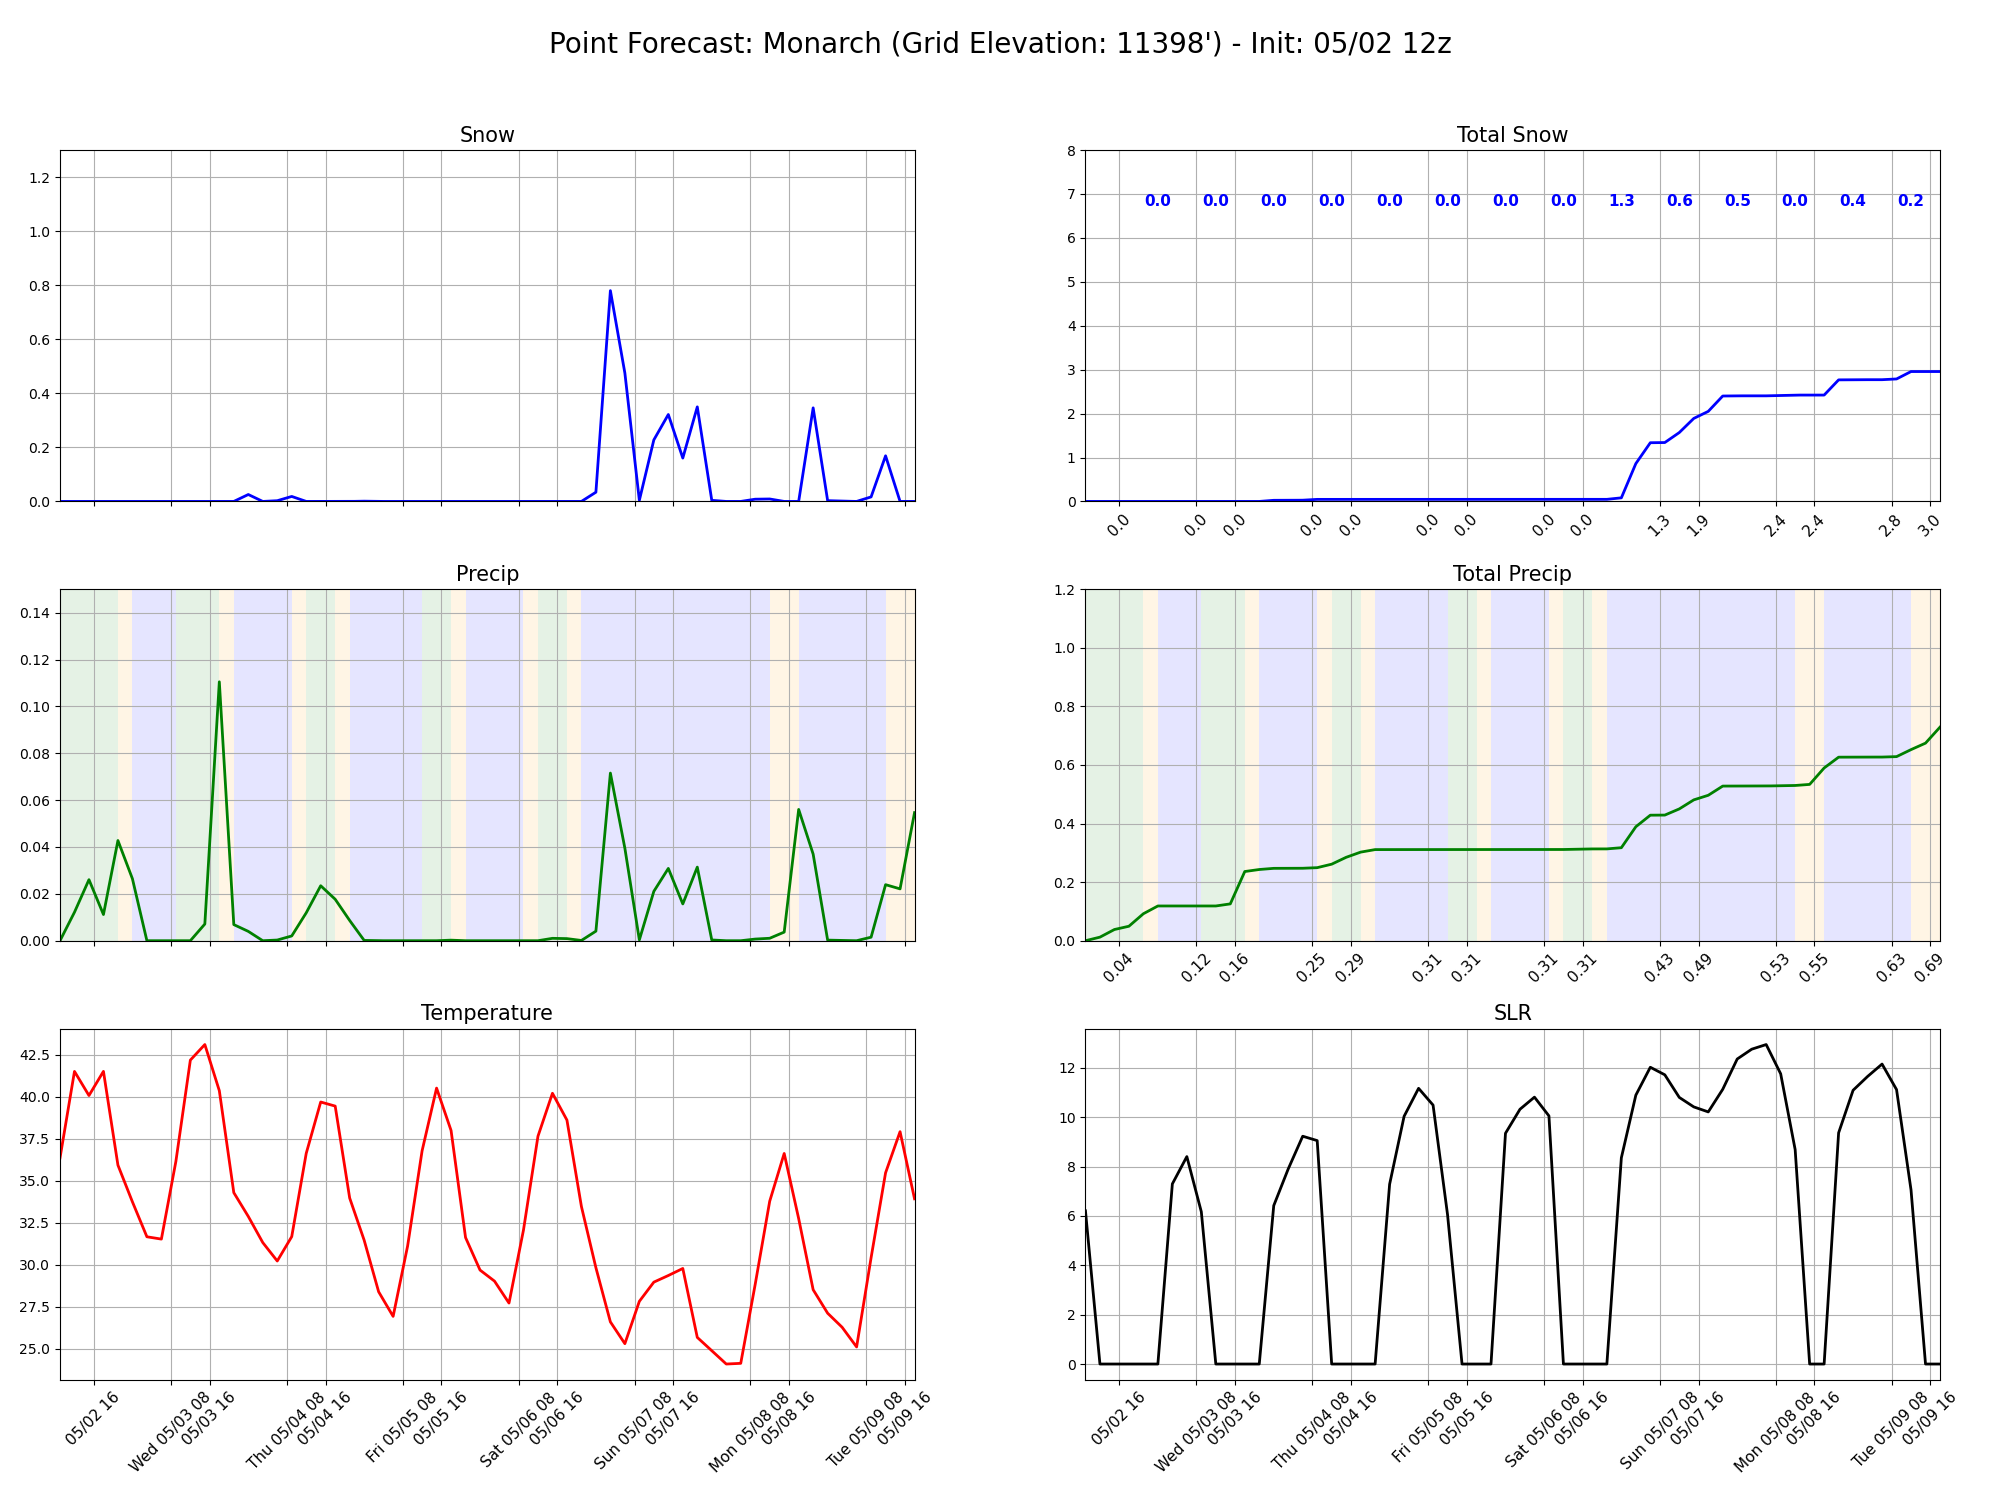 Point Forecast: Monarch (Grid Elevation: 11398') - Init: 05/02 12z
Snow
1.2
1.0
0.8
0.6
0.4
0.2
0.0
Total Snow
8
7
6
5
4
3
2
1
0
0.0 0.0 0.0 0.0 0.0 0.0 0.0 0.0 1.3 0.6 0.5 0.0 0.4 0.2
0.0 0.0 0.0 0.0 0.0 0.0 0.0 0.0 0.0 1.3 1.9 2.4 2.4 2.8 3.0
Precip
0.14
0.12
0.10
0.08
0.06
0.04
0.02
0.00
Total Precip
1.2
1.0
0.8
0.6
0.4
0.2
0.0
0.04 0.12 0.16 0.25 0.29 0.31 0.31 0.31 0.31 0.43 0.49 0.53 0.55 0.63 0.69
Temperature
42.5
40.0
37.5
35.0
32.5
30.0
27.5
25.0
05/02 16
Wed 05/03 08
05/03 16
Thu 05/04 08
05/04 16
Fri 05/05 08
05/05 16
Sat 05/06 08
05/06 16
Sun 05/07 08
05/07 16
Mon 05/08 08
05/08 16
Tue 05/09 08
05/09 16
SLR
12
10
8
6
4
2
0
05/02 16
Wed 05/03 08
05/03 16
Thu 05/04 08
05/04 16
Fri 05/05 08
05/05 16
Sat 05/06 08
05/06 16
Sun 05/07 08
05/07 16
Mon 05/08 08
05/08 16
Tue 05/09 08
05/09 16